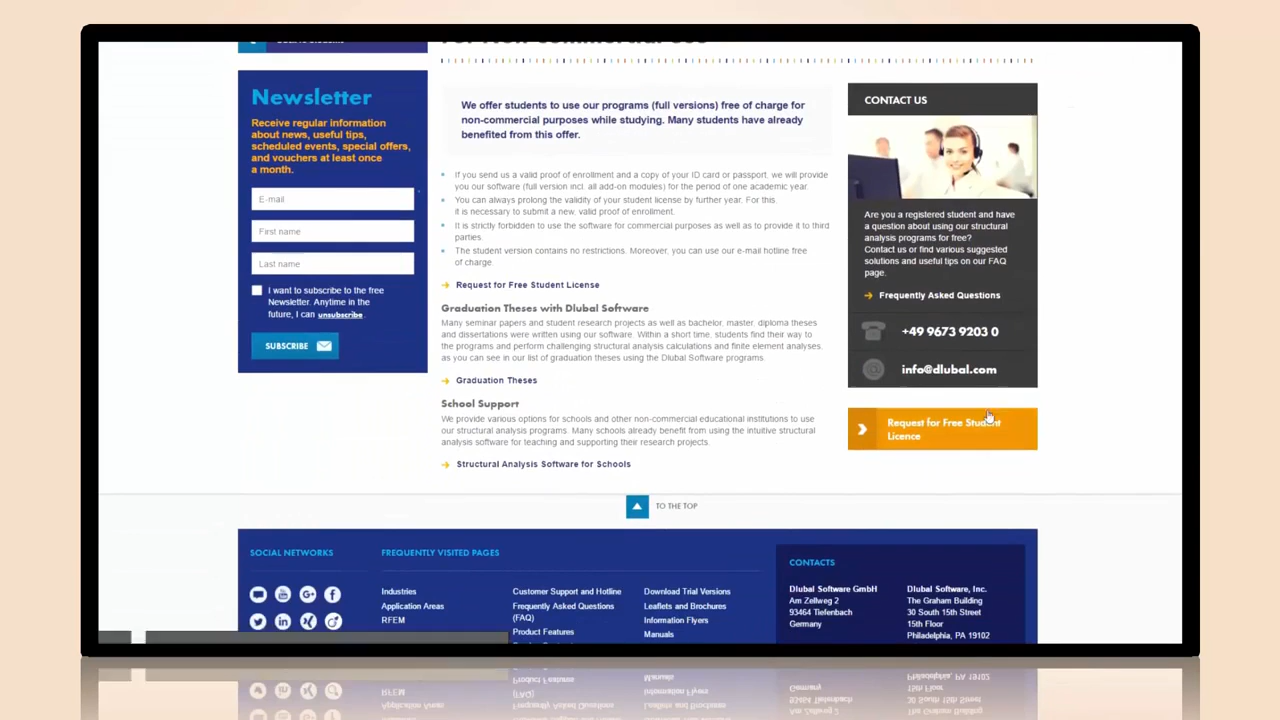 Newsletter
Receive regular information
about news, useful tips,
scheduled events, special offers,
and vouchers at least once
a month.
E-mail
*
First name
Last name
I want to subscribe to the free
Newsletter. Anytime in the
future, I can unsubscribe.
SUBSCRIBE
We offer students to use our programs (full versions) free of charge for
non-commercial purposes while studying. Many students have already
benefited from this offer.
If you send us a valid proof of enrollment and a copy of your ID card or passport, we will provide
you our software (full version incl. all add-on modules) for the period of one academic year.
You can always prolong the validity of your student license by further year. For this,
it is necessary to submit a new, valid proof of enrollment.
It is strictly forbidden to use the software for commercial purposes as well as to provide it to third
parties.
The student version contains no restrictions. Moreover, you can use our e-mail hotline free
of charge.
Request for Free Student License
Graduation Theses with Dlubal Software
Many seminar papers and student research projects as well as bachelor, master, diploma theses
and dissertations were written using our software. Within a short time, students find their way to
the programs and perform challenging structural analysis calculations and finite element analyses,
as you can see in our list of graduation theses using the Dlubal Software programs.
Graduation Theses
School Support
We provide various options for schools and other non-commercial educational institutions to use
our structural analysis programs. Many schools already benefit from using the intuitive structural
analysis software for teaching and supporting their research projects.
Structural Analysis Software for Schools
CONTACT US
Are you a registered student and have
a question about using our structural
analysis programs for free?
Contact us or find various suggested
solutions and useful tips on our FAQ
page.
Frequently Asked Questions
+49 9673 9203 0
info@dlubal.com
Request for Free Student
Licence
TO THE TOP
SOCIAL NETWORKS
FREQUENTLY VISITED PAGES
Industries
Application Areas
RFEM
Customer Support and Hotline
Frequently Asked Questions
(FAQ)
Product Features
Download Trial Versions
Leaflets and Brochures
Information Flyers
Manuals
CONTACTS
Dlubal Software GmbH
Am Zellweg 2
93464 Tiefenbach
Germany
Dlubal Software, Inc.
The Graham Building
30 South 15th Street
15th Floor
Philadelphia, PA 19102